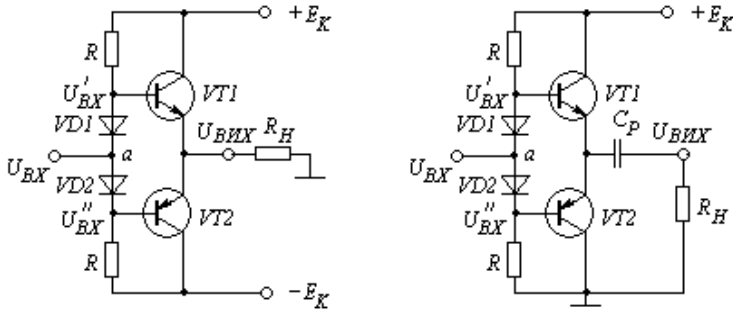 +E_K
+E_K
R
R
U'_BX
VT1
U'_BX
VT1
VD1
U_ВИХ
R_H
VD1
C_P
U_ВИХ
U_BX
a
U_BX
a
VD2
VD2
U''_BX
VT2
U''_BX
VT2
R_H
R
R
−E_K